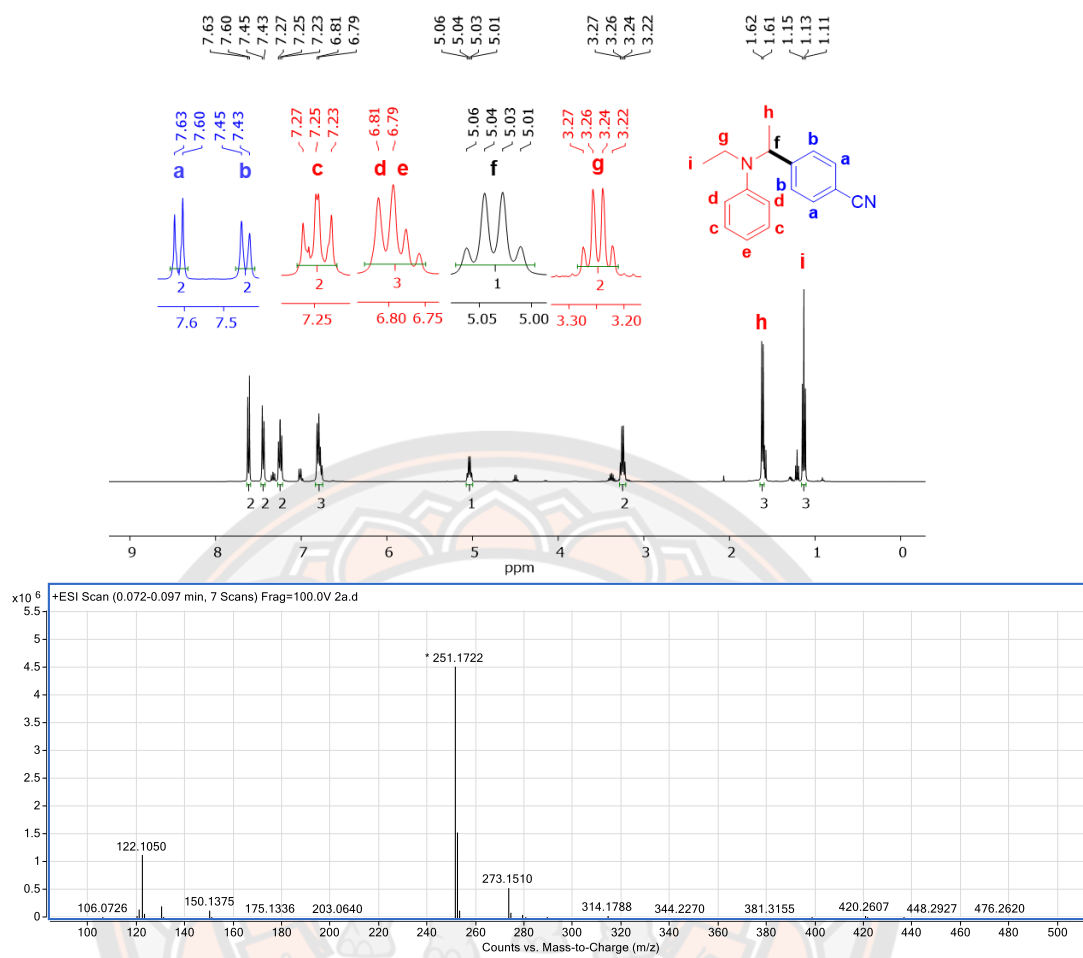 7.63 7.60 7.45 7.43 7.27 7.25 7.23 6.81 6.79 5.06 5.04 5.03 5.01 3.27 3.26 3.24 3.22 1.62 1.61 1.15 1.13 1.11
7.63 7.60 7.45 7.43
a b
2 2
7.6 7.5
7.27 7.25 7.23
c
2
7.25
6.81 6.79
d e
3
6.80 6.75
5.06 5.04 5.03 5.01
f
1
5.05 5.00
3.27 3.26 3.24 3.22
g
2
3.30 3.20
h
g f b a
i N
b
d d a CN
c c
e
h i
2 2 2 3 1 2 3 3
9 8 7 6 5 4 3 2 1 0
ppm
x10 6 +ESI Scan (0.072-0.097 min, 7 Scans) Frag=100.0V 2a.d
5.5
5
4.5
4
3.5
3
2.5
2
1.5
1
0.5
0
* 251.1722
122.1050
273.1510
106.0726 150.1375 175.1336 203.0640 314.1788 344.2270 381.3155 420.2607 448.2927 476.2620
100 120 140 160 180 200 220 240 260 280 300 320 340 360 380 400 420 440 460 480 500
Counts vs. Mass-to-Charge (m/z)